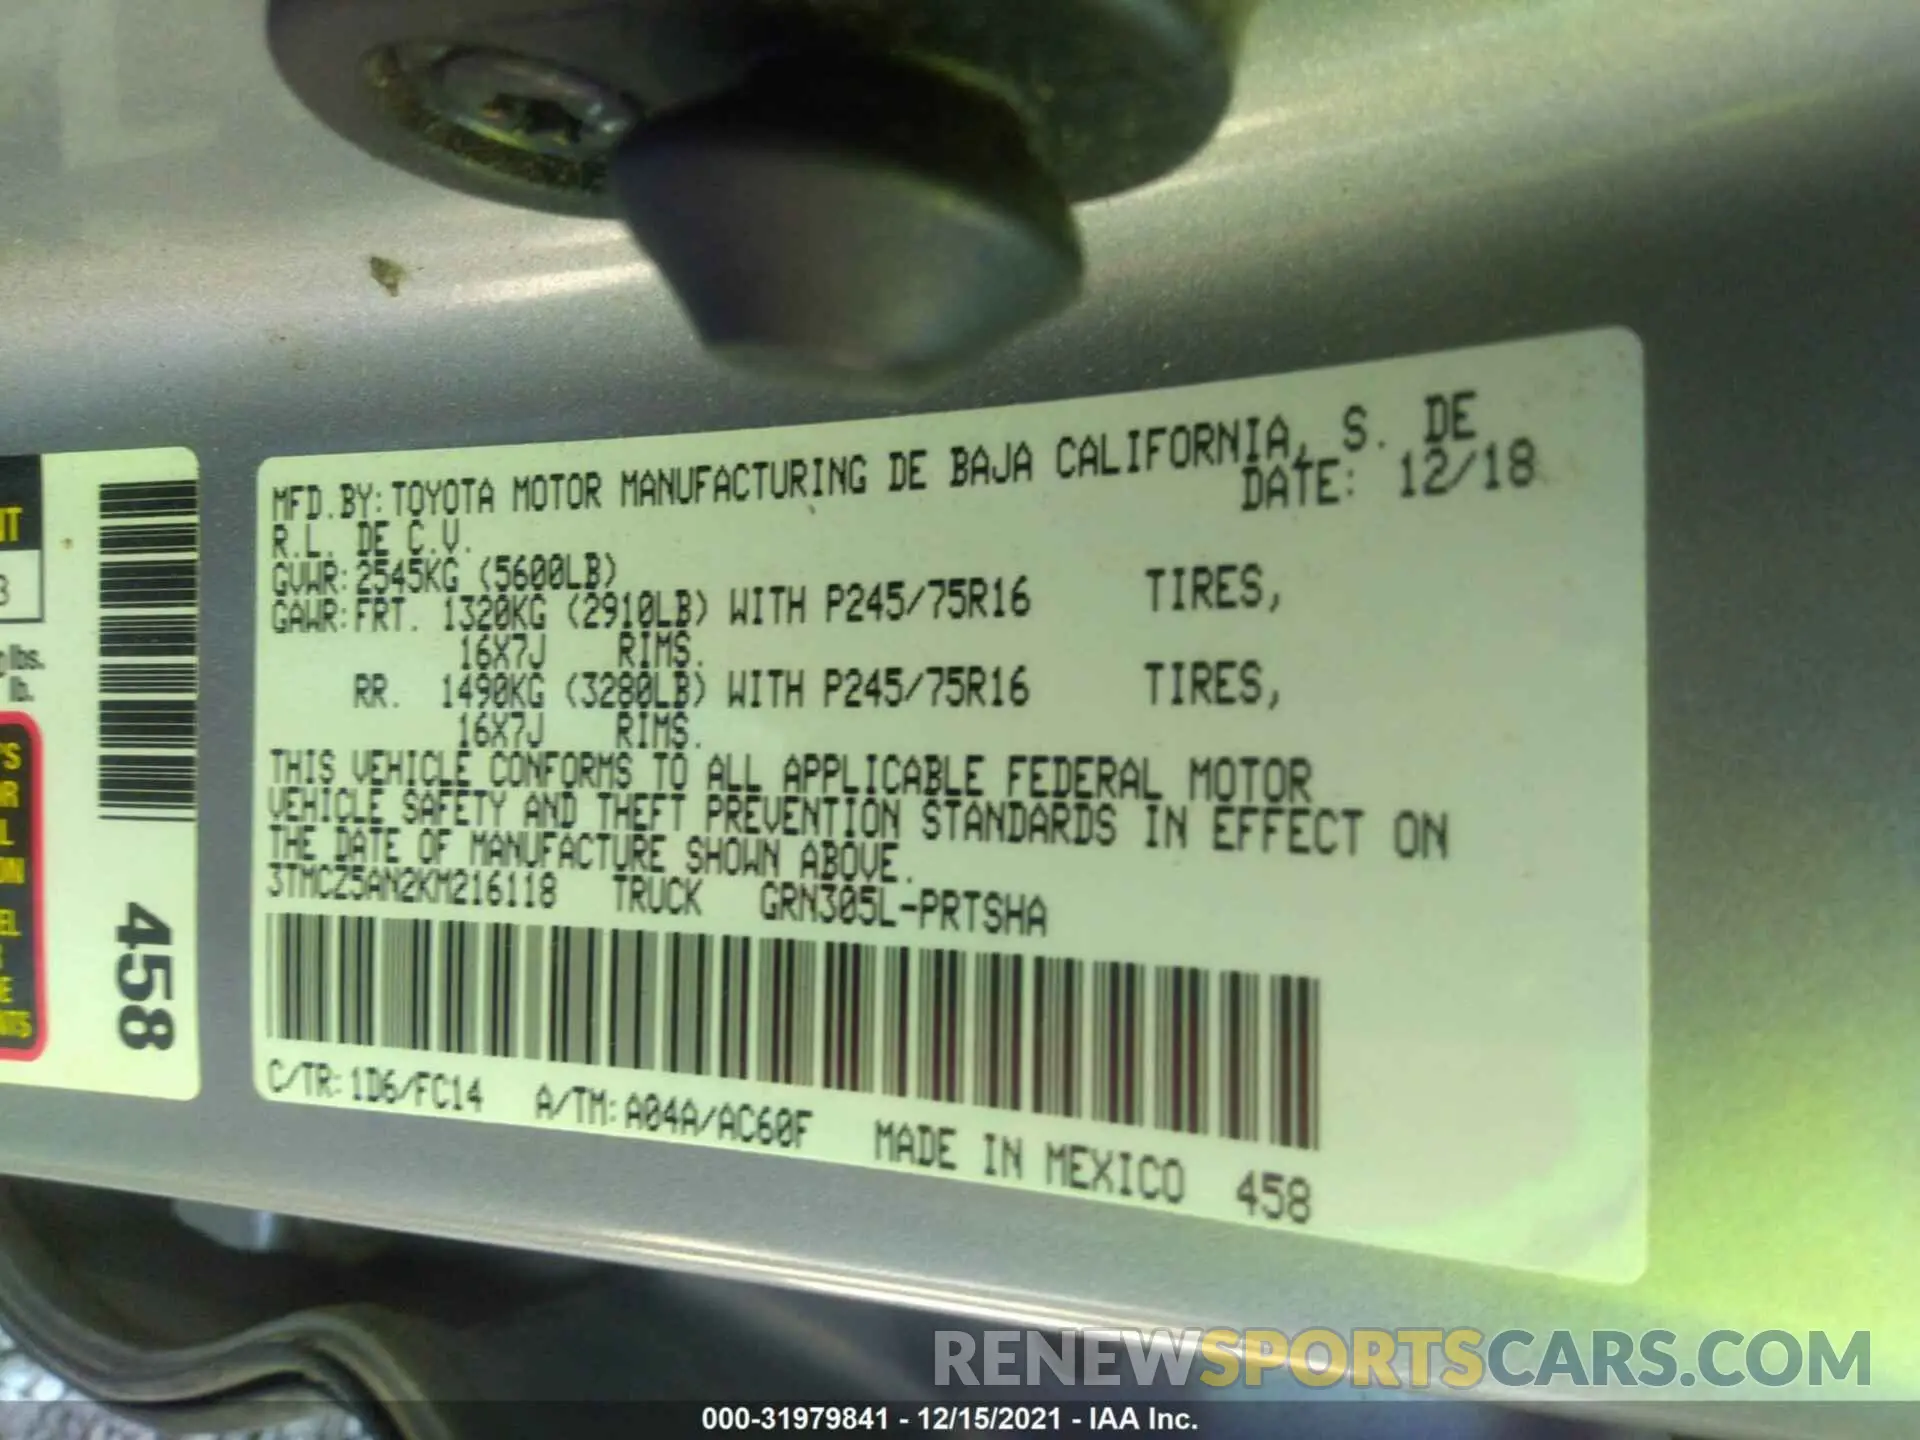 MFD.BY:TOYOTA MOTOR MANUFACTURING DE BAJA CALIFORNIA, S. DE
R.L. DE C.V. DATE: 12/18
GVWR:2545KG (5600LB)
GAWR:FRT. 1320KG (2910LB) WITH P245/75R16 TIRES,
16X7J RIMS.
RR. 1490KG (3280LB) WITH P245/75R16 TIRES,
16X7J RIMS.
THIS VEHICLE CONFORMS TO ALL APPLICABLE FEDERAL MOTOR
VEHICLE SAFETY AND THEFT PREVENTION STANDARDS IN EFFECT ON
THE DATE OF MANUFACTURE SHOWN ABOVE.
3TMCZ5AN2KM216118 TRUCK GRN305L-PRTSHA
C/TR:1D6/FC14 A/TM:A04A/AC60F MADE IN MEXICO 458
458
lbs.
lb.
RENEWSPORTSCARS.COM
000-31979841 - 12/15/2021 - IAA Inc.